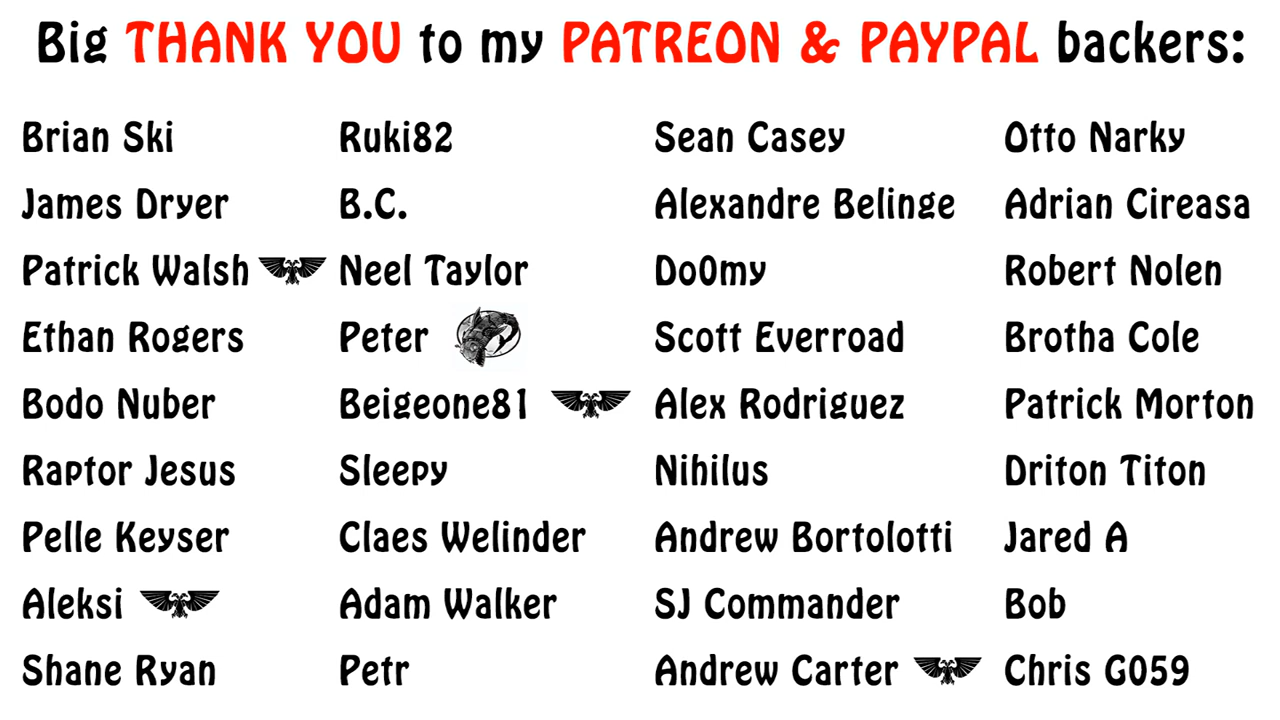 Big THANK YOU to my PATREON & PAYPAL backers:
Brian Ski
James Dryer
Patrick Walsh
Ethan Rogers
Bodo Nuber
Raptor Jesus
Pelle Keyser
Aleksi
Shane Ryan
Ruki82
B.C.
Neel Taylor
Peter
Beigeone81
Sleepy
Claes Welinder
Adam Walker
Petr
Sean Casey
Alexandre Belinge
Do0my
Scott Everroad
Alex Rodriguez
Nihilus
Andrew Bortolotti
SJ Commander
Andrew Carter
Otto Narky
Adrian Cireasa
Robert Nolen
Brotha Cole
Patrick Morton
Driton Titon
Jared A
Bob
Chris G059